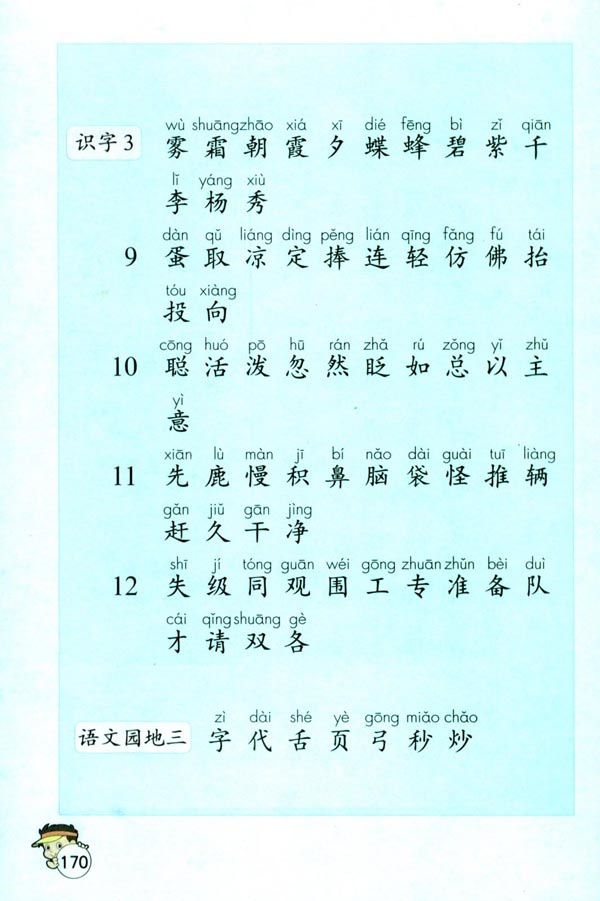 wù shuāng zhāo xiá xī dié fēng bì zǐ qiān
识字 3 雾 霜 朝 霞 夕 蝶 蜂 碧 紫 千
lǐ yáng xiù
李 杨 秀
dàn qǔ liáng dìng pěng lián qīng fǎng fú tái
9 蛋 取 凉 定 捧 连 轻 仿 佛 抬
tóu xiàng
投 向
cōng huó pō hū rán zhǎ rú zǒng yǐ zhǔ
10 聪 活 泼 忽 然 眨 如 总 以 主
yì
意
xiān lù màn jī bí nǎo dài guài tuī liàng
11 先 鹿 慢 积 鼻 脑 袋 怪 推 辆
gǎn jiǔ gān jìng
赶 久 干 净
shī jí tóng guān wéi gōng zhuān zhǔn bèi duì
12 失 级 同 观 围 工 专 准 备 队
cái qǐng shuāng gè
才 请 双 各
zì dài shé yè gōng miǎo chǎo
语文园地三 字 代 舌 页 弓 秒 炒
170